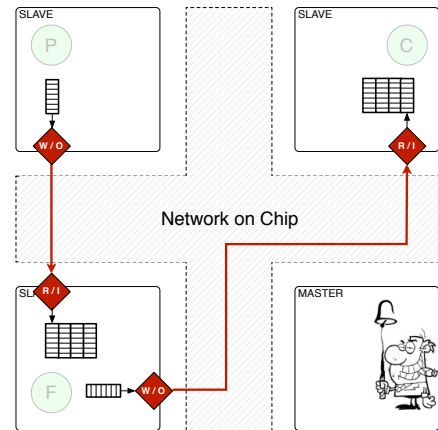 SLAVE
P
W / O
SLAVE
C
R / I
Network on Chip
R / I
F
W / O
MASTER